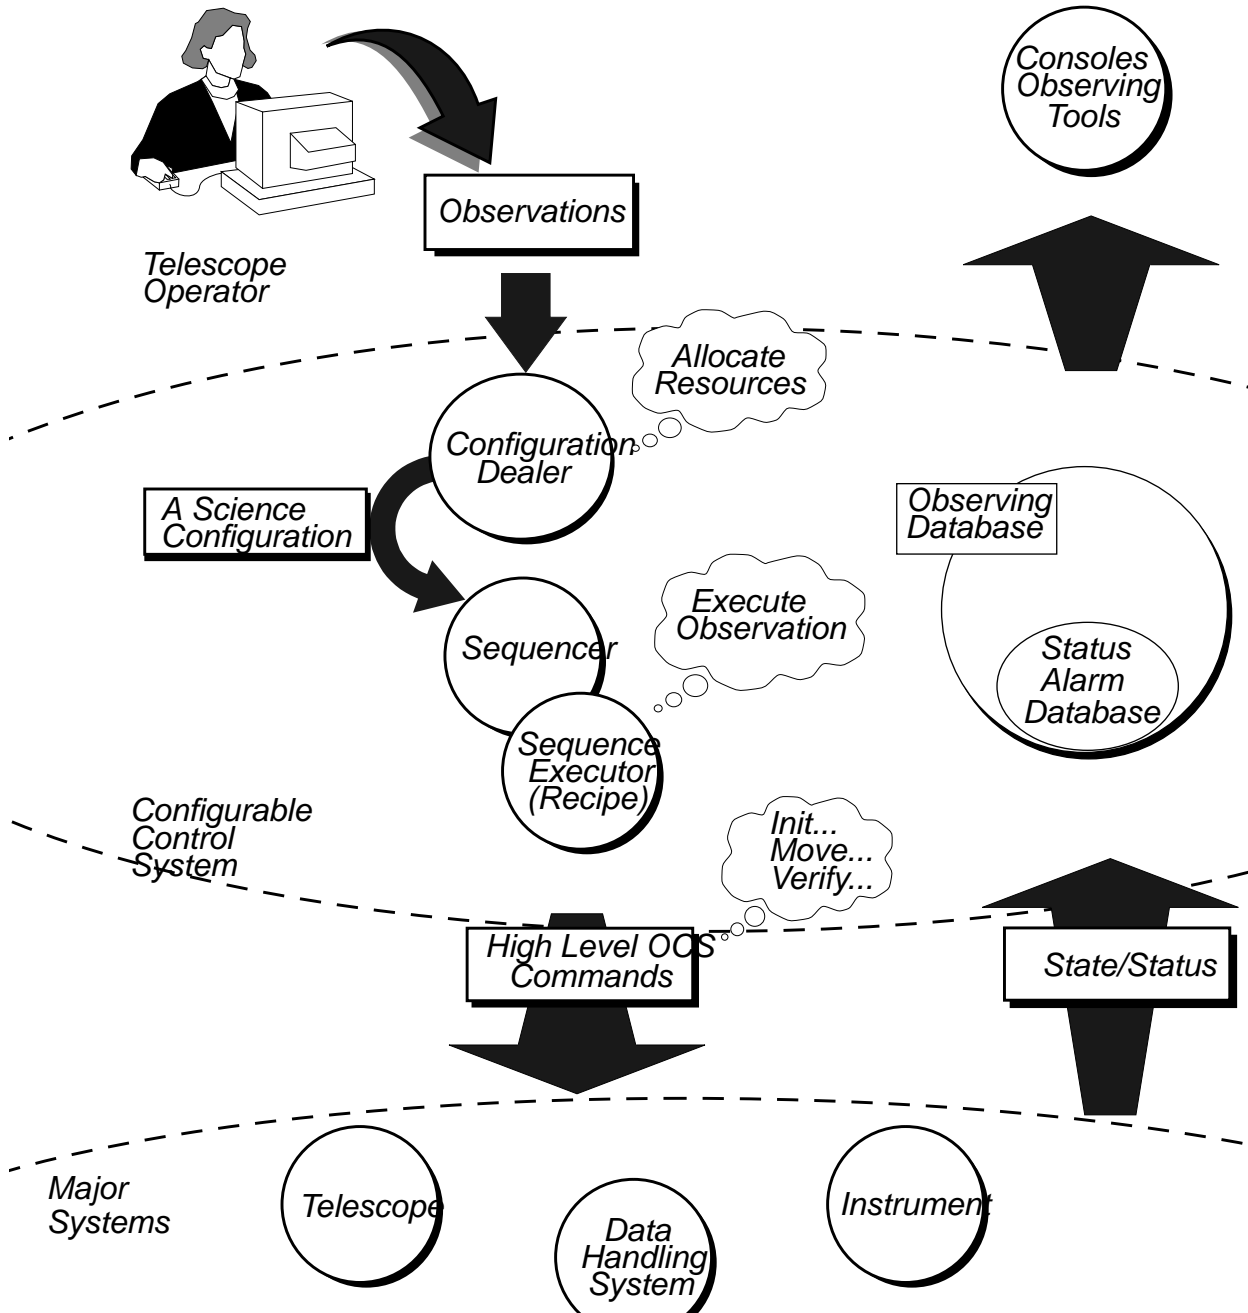 Consoles
Observing
Tools
Observations
Telescope
Operator
Allocate
Resources
Configuration
Dealer
A Science
Configuration
Observing
Database
Execute
Observation
Sequencer
Status
Alarm
Database
Sequence
Executor
(Recipe)
Configurable
Control
System
Init...
Move...
Verify...
High Level OCS
Commands
State/Status
Major
Systems
Telescope
Data
Handling
System
Instrument